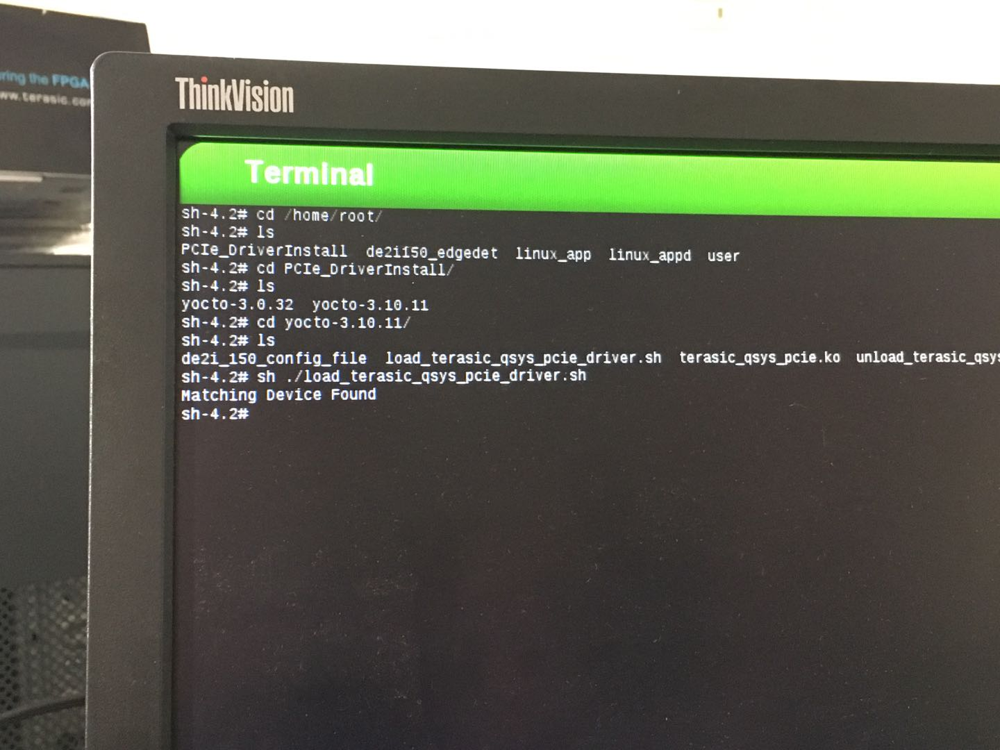 ring the FPGA
ww.terasic.co
ThinkVision
Terminal
sh-4.2# cd /home/root/
sh-4.2# ls
PCIe_DriverInstall de2i150_edgedet linux_app linux_appd user
sh-4.2# cd PCIe_DriverInstall/
sh-4.2# ls
yocto-3.0.32 yocto-3.10.11
sh-4.2# cd yocto-3.10.11/
sh-4.2# ls
de2i_150_config_file load_terasic_qsys_pcie_driver.sh terasic_qsys_pcie.ko unload_terasic_qsys
sh-4.2# sh ./load_terasic_qsys_pcie_driver.sh
Matching Device Found
sh-4.2#